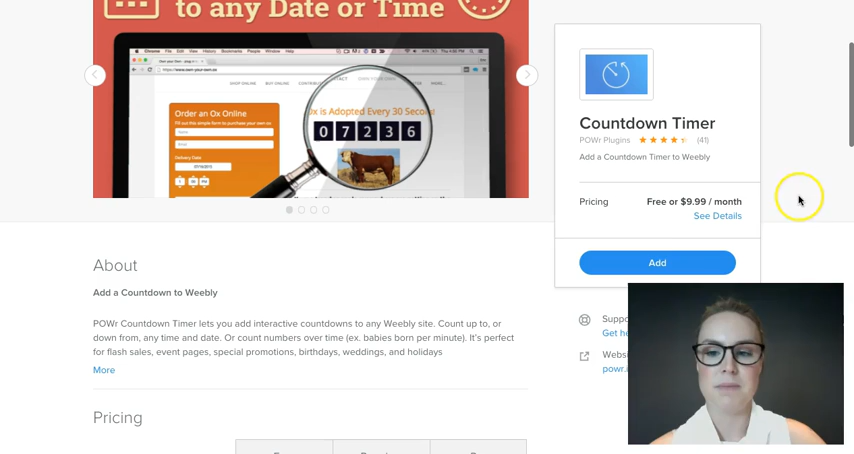 to any Date or Time
Order an Ox Online
Ox is Adopted Every 30 Second
07236
Countdown Timer
POWr Plugins (41)
Add a Countdown Timer to Weebly
Pricing Free or $9.99 / month
See Details
Add
About
Add a Countdown to Weebly
POWr Countdown Timer lets you add interactive countdowns to any Weebly site. Count up to, or
down from, any time and date. Or count numbers over time (ex. babies born per minute). It's perfect
for flash sales, event pages, special promotions, birthdays, weddings, and holidays
More
Pricing